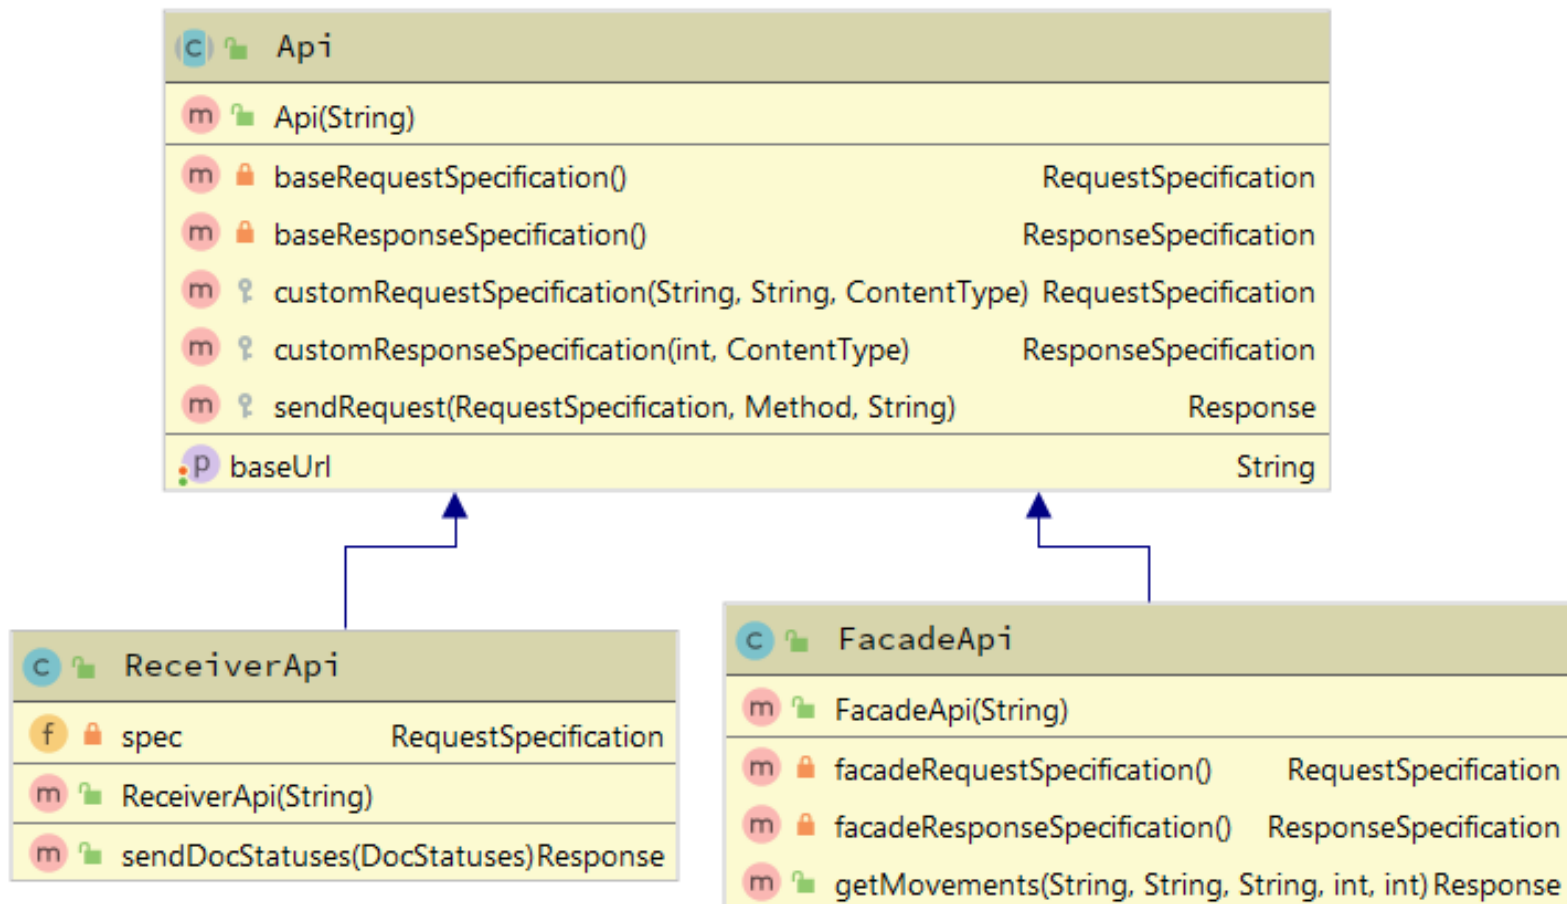 C Api
m Api(String)
m baseRequestSpecification() RequestSpecification
m baseResponseSpecification() ResponseSpecification
m customRequestSpecification(String, String, ContentType) RequestSpecification
m customResponseSpecification(int, ContentType) ResponseSpecification
m sendRequest(RequestSpecification, Method, String) Response
p baseUrl String
C ReceiverApi
f spec RequestSpecification
m ReceiverApi(String)
m sendDocStatuses(DocStatuses) Response
C FacadeApi
m FacadeApi(String)
m facadeRequestSpecification() RequestSpecification
m facadeResponseSpecification() ResponseSpecification
m getMovements(String, String, String, int, int) Response